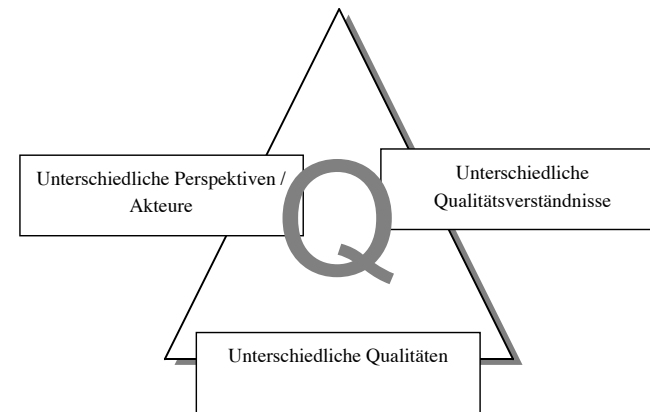 Unterschiedliche Perspektiven /
Akteure
Q
Unterschiedliche
Qualitätsverständnisse
Unterschiedliche Qualitäten